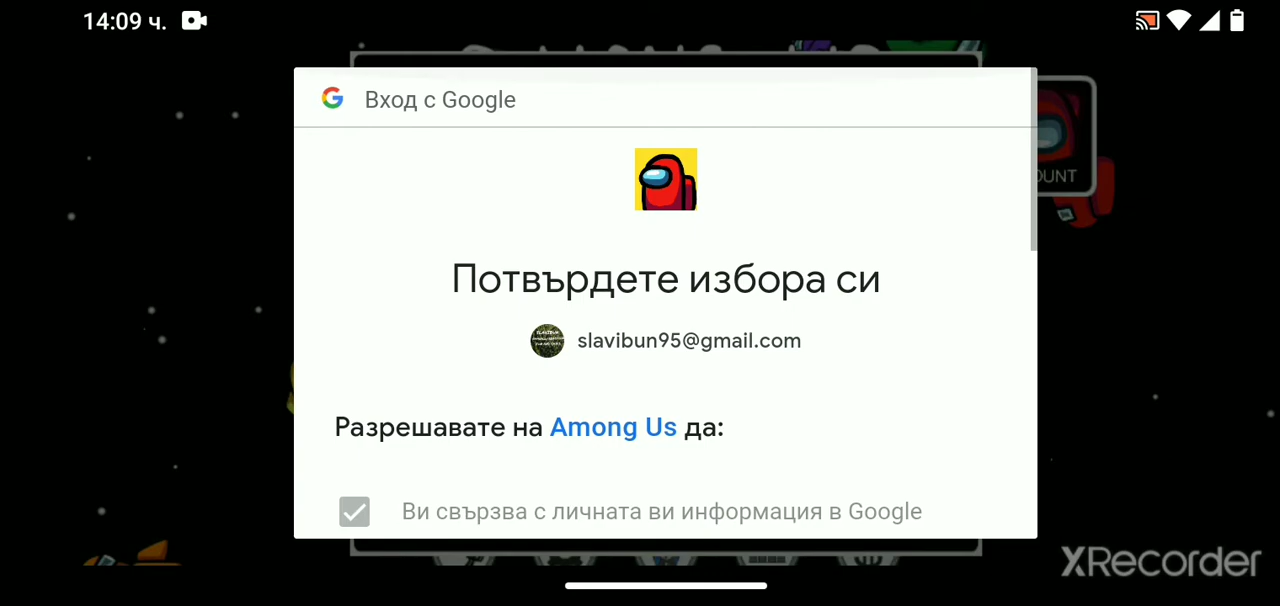 14:09 ч.
Вход с Google
OUNT
Потвърдете избора си
slavibun95@gmail.com
Разрешавате на Among Us да:
Ви свързва с личната ви информация в Google
XRecorder